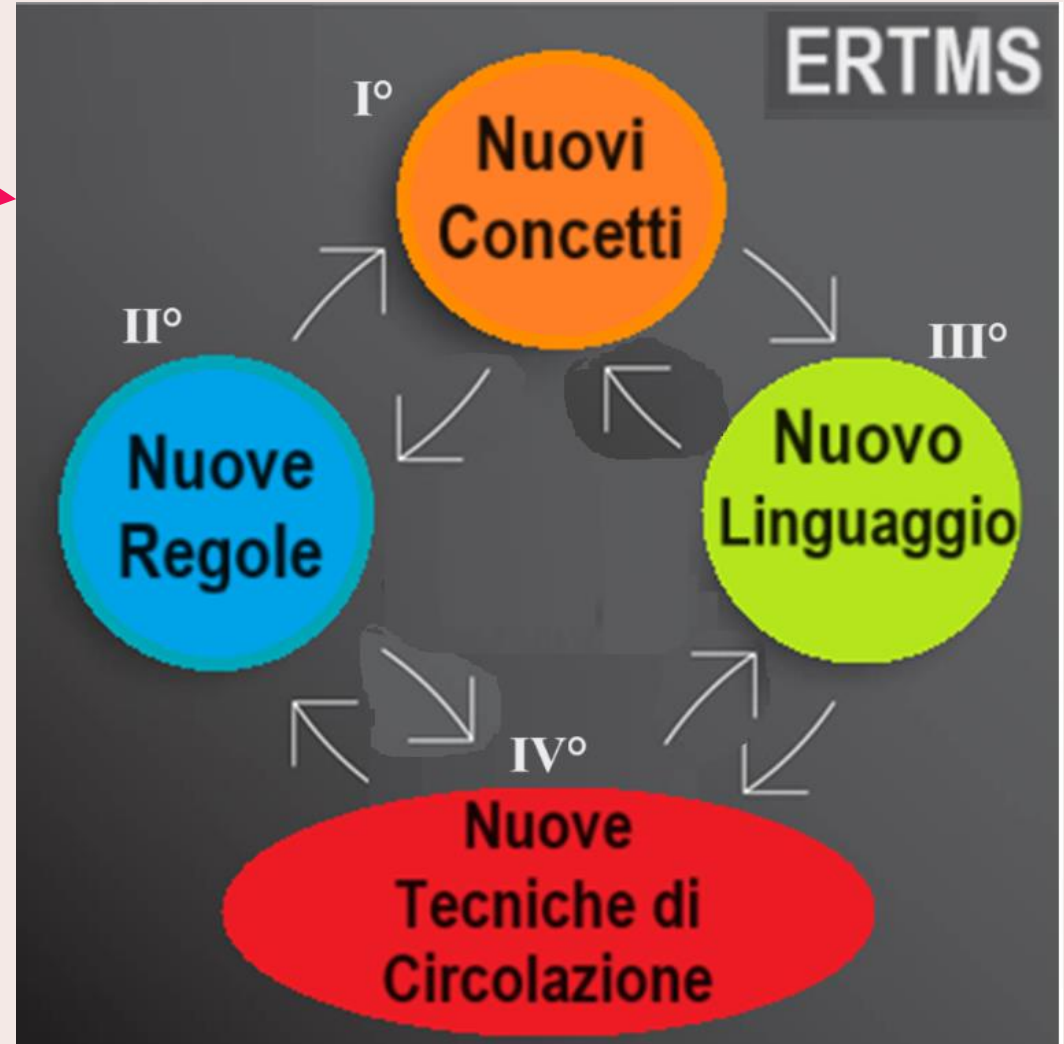 ERTMS
I°
Nuovi
Concetti
II°
Nuove
Regole
III°
Nuovo
Linguaggio
IV°
Nuove
Tecniche di
Circolazione